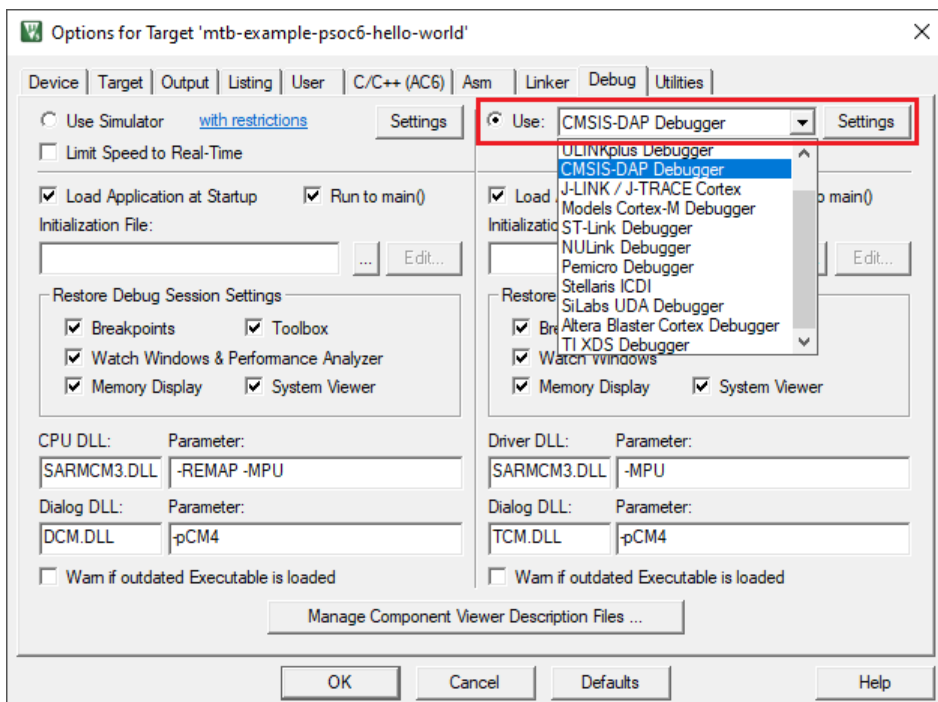 Options for Target 'mtb-example-psoc6-hello-world'
Device Target Output Listing User C/C++ (AC6) Asm Linker Debug Utilities
Use Simulator with restrictions Settings
Limit Speed to Real-Time
Load Application at Startup Run to main()
Initialization File:
... Edit...
Restore Debug Session Settings
Breakpoints Toolbox
Watch Windows & Performance Analyzer
Memory Display System Viewer
CPU DLL: Parameter:
SARMCM3.DLL -REMAP -MPU
Dialog DLL: Parameter:
DCM.DLL -pCM4
Warn if outdated Executable is loaded
Use: CMSIS-DAP Debugger Settings
ULINKplus Debugger
CMSIS-DAP Debugger
J-LINK / J-TRACE Cortex
Models Cortex-M Debugger
ST-Link Debugger
NULink Debugger
Pemicro Debugger
Stellaris ICDI
SiLabs UDA Debugger
Altera Blaster Cortex Debugger
TI XDS Debugger
Load main()
Edit...
Restore
Watch Windows
Memory Display System Viewer
Driver DLL: Parameter:
SARMCM3.DLL -MPU
Dialog DLL: Parameter:
TCM.DLL -pCM4
Warn if outdated Executable is loaded
Manage Component Viewer Description Files ...
OK Cancel Defaults Help